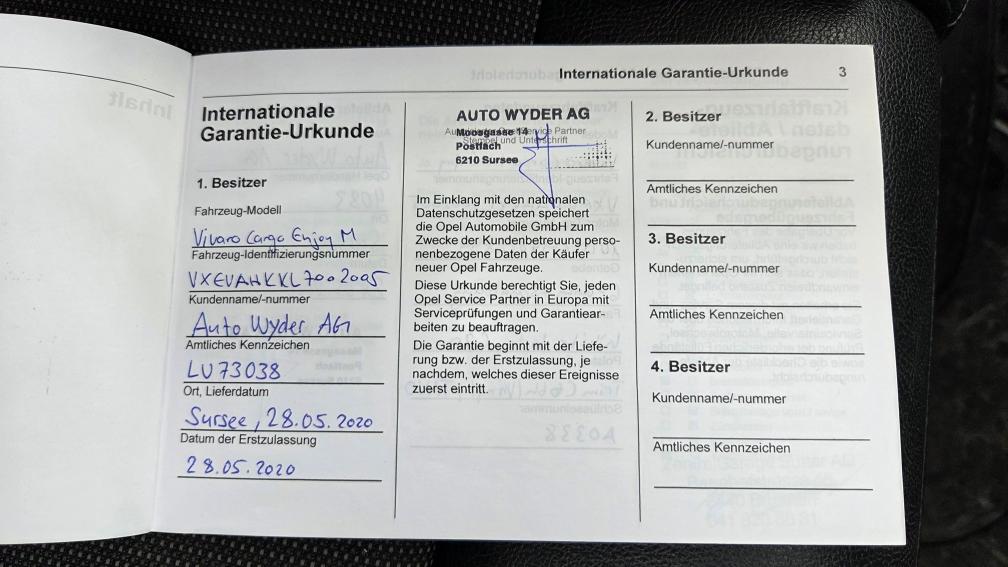 Internationale Garantie-Urkunde 3
Internationale
Garantie-Urkunde
1. Besitzer
Fahrzeug-Modell
Vivaro Cargo Enjoy M
Fahrzeug-Identifizierungsnummer
VXEVAHKKL7002095
Kundenname/-nummer
Auto Wyder AG
Amtliches Kennzeichen
LU 73038
Ort, Lieferdatum
Sursee, 28.05.2020
Datum der Erstzulassung
28.05.2020
AUTO WYDER AG
Moosgasse 14
Service Partner
Stempel und Unterschrift
Postfach
6210 Sursee
Im Einklang mit den nationalen
Datenschutzgesetzen speichert
die Opel Automobile GmbH zum
Zwecke der Kundenbetreuung perso-
nenbezogene Daten der Käufer
neuer Opel Fahrzeuge.
Diese Urkunde berechtigt Sie, jeden
Opel Service Partner in Europa mit
Serviceprüfungen und Garantiear-
beiten zu beauftragen.
Die Garantie beginnt mit der Liefe-
rung bzw. der Erstzulassung, je
nachdem, welches dieser Ereignisse
zuerst eintritt.
2. Besitzer
Kundenname/-nummer
Amtliches Kennzeichen
3. Besitzer
Kundenname/-nummer
Amtliches Kennzeichen
4. Besitzer
Kundenname/-nummer
Amtliches Kennzeichen